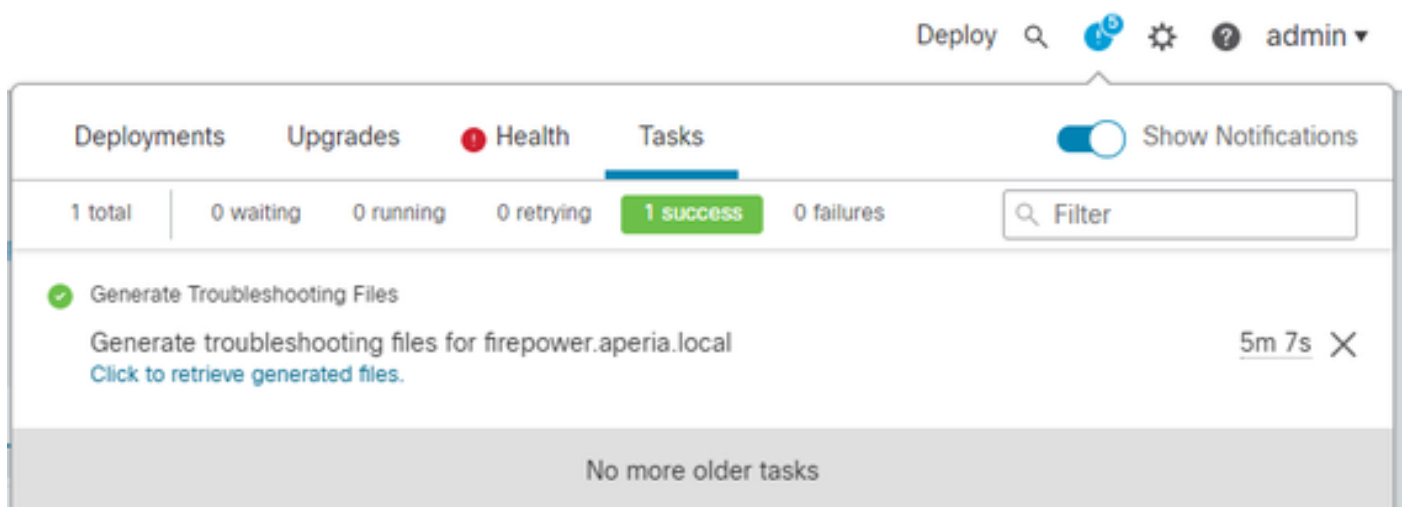 Deploy 5 admin
Deployments Upgrades Health Tasks Show Notifications
1 total 0 waiting 0 running 0 retrying 1 success 0 failures Filter
Generate Troubleshooting Files
Generate troubleshooting files for firepower.aperia.local 5m 7s
Click to retrieve generated files.
No more older tasks